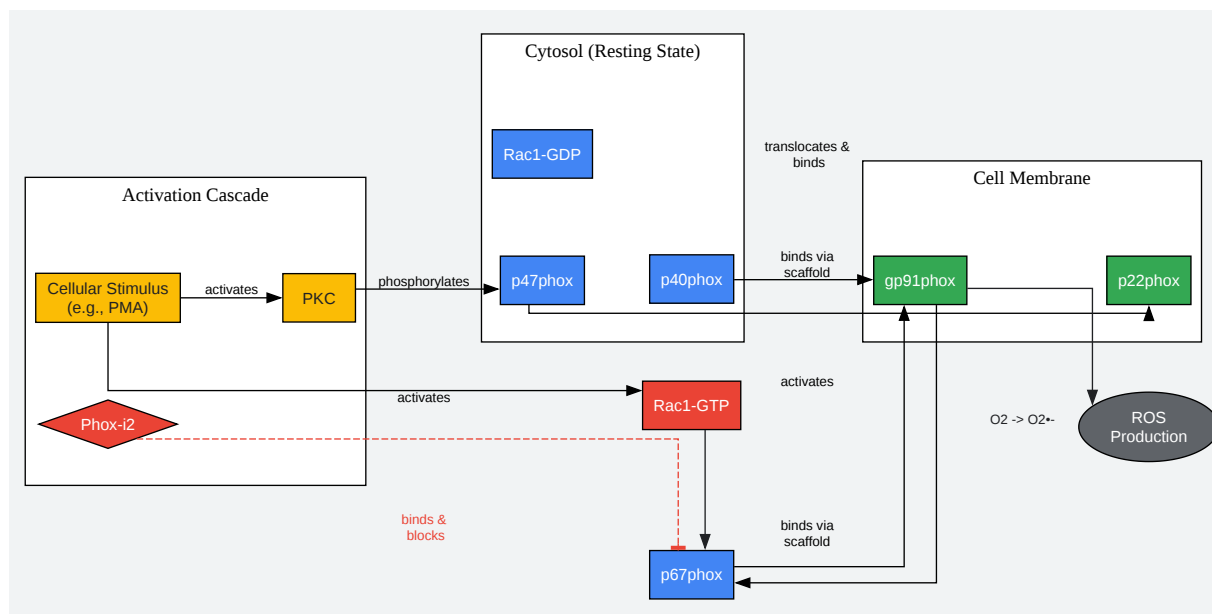 Cytosol (Resting State)
Rac1-GDP
translocates &
binds
Activation Cascade
Cell Membrane
Cellular Stimulus
(e.g., PMA)
activates
PKC
phosphorylates
p47phox
p40phox
binds via
scaffold
gp91phox
p22phox
activates
Rac1-GTP
activates
Phox-i2
O2 -> O2•-
ROS
Production
binds &
blocks
binds via
scaffold
p67phox